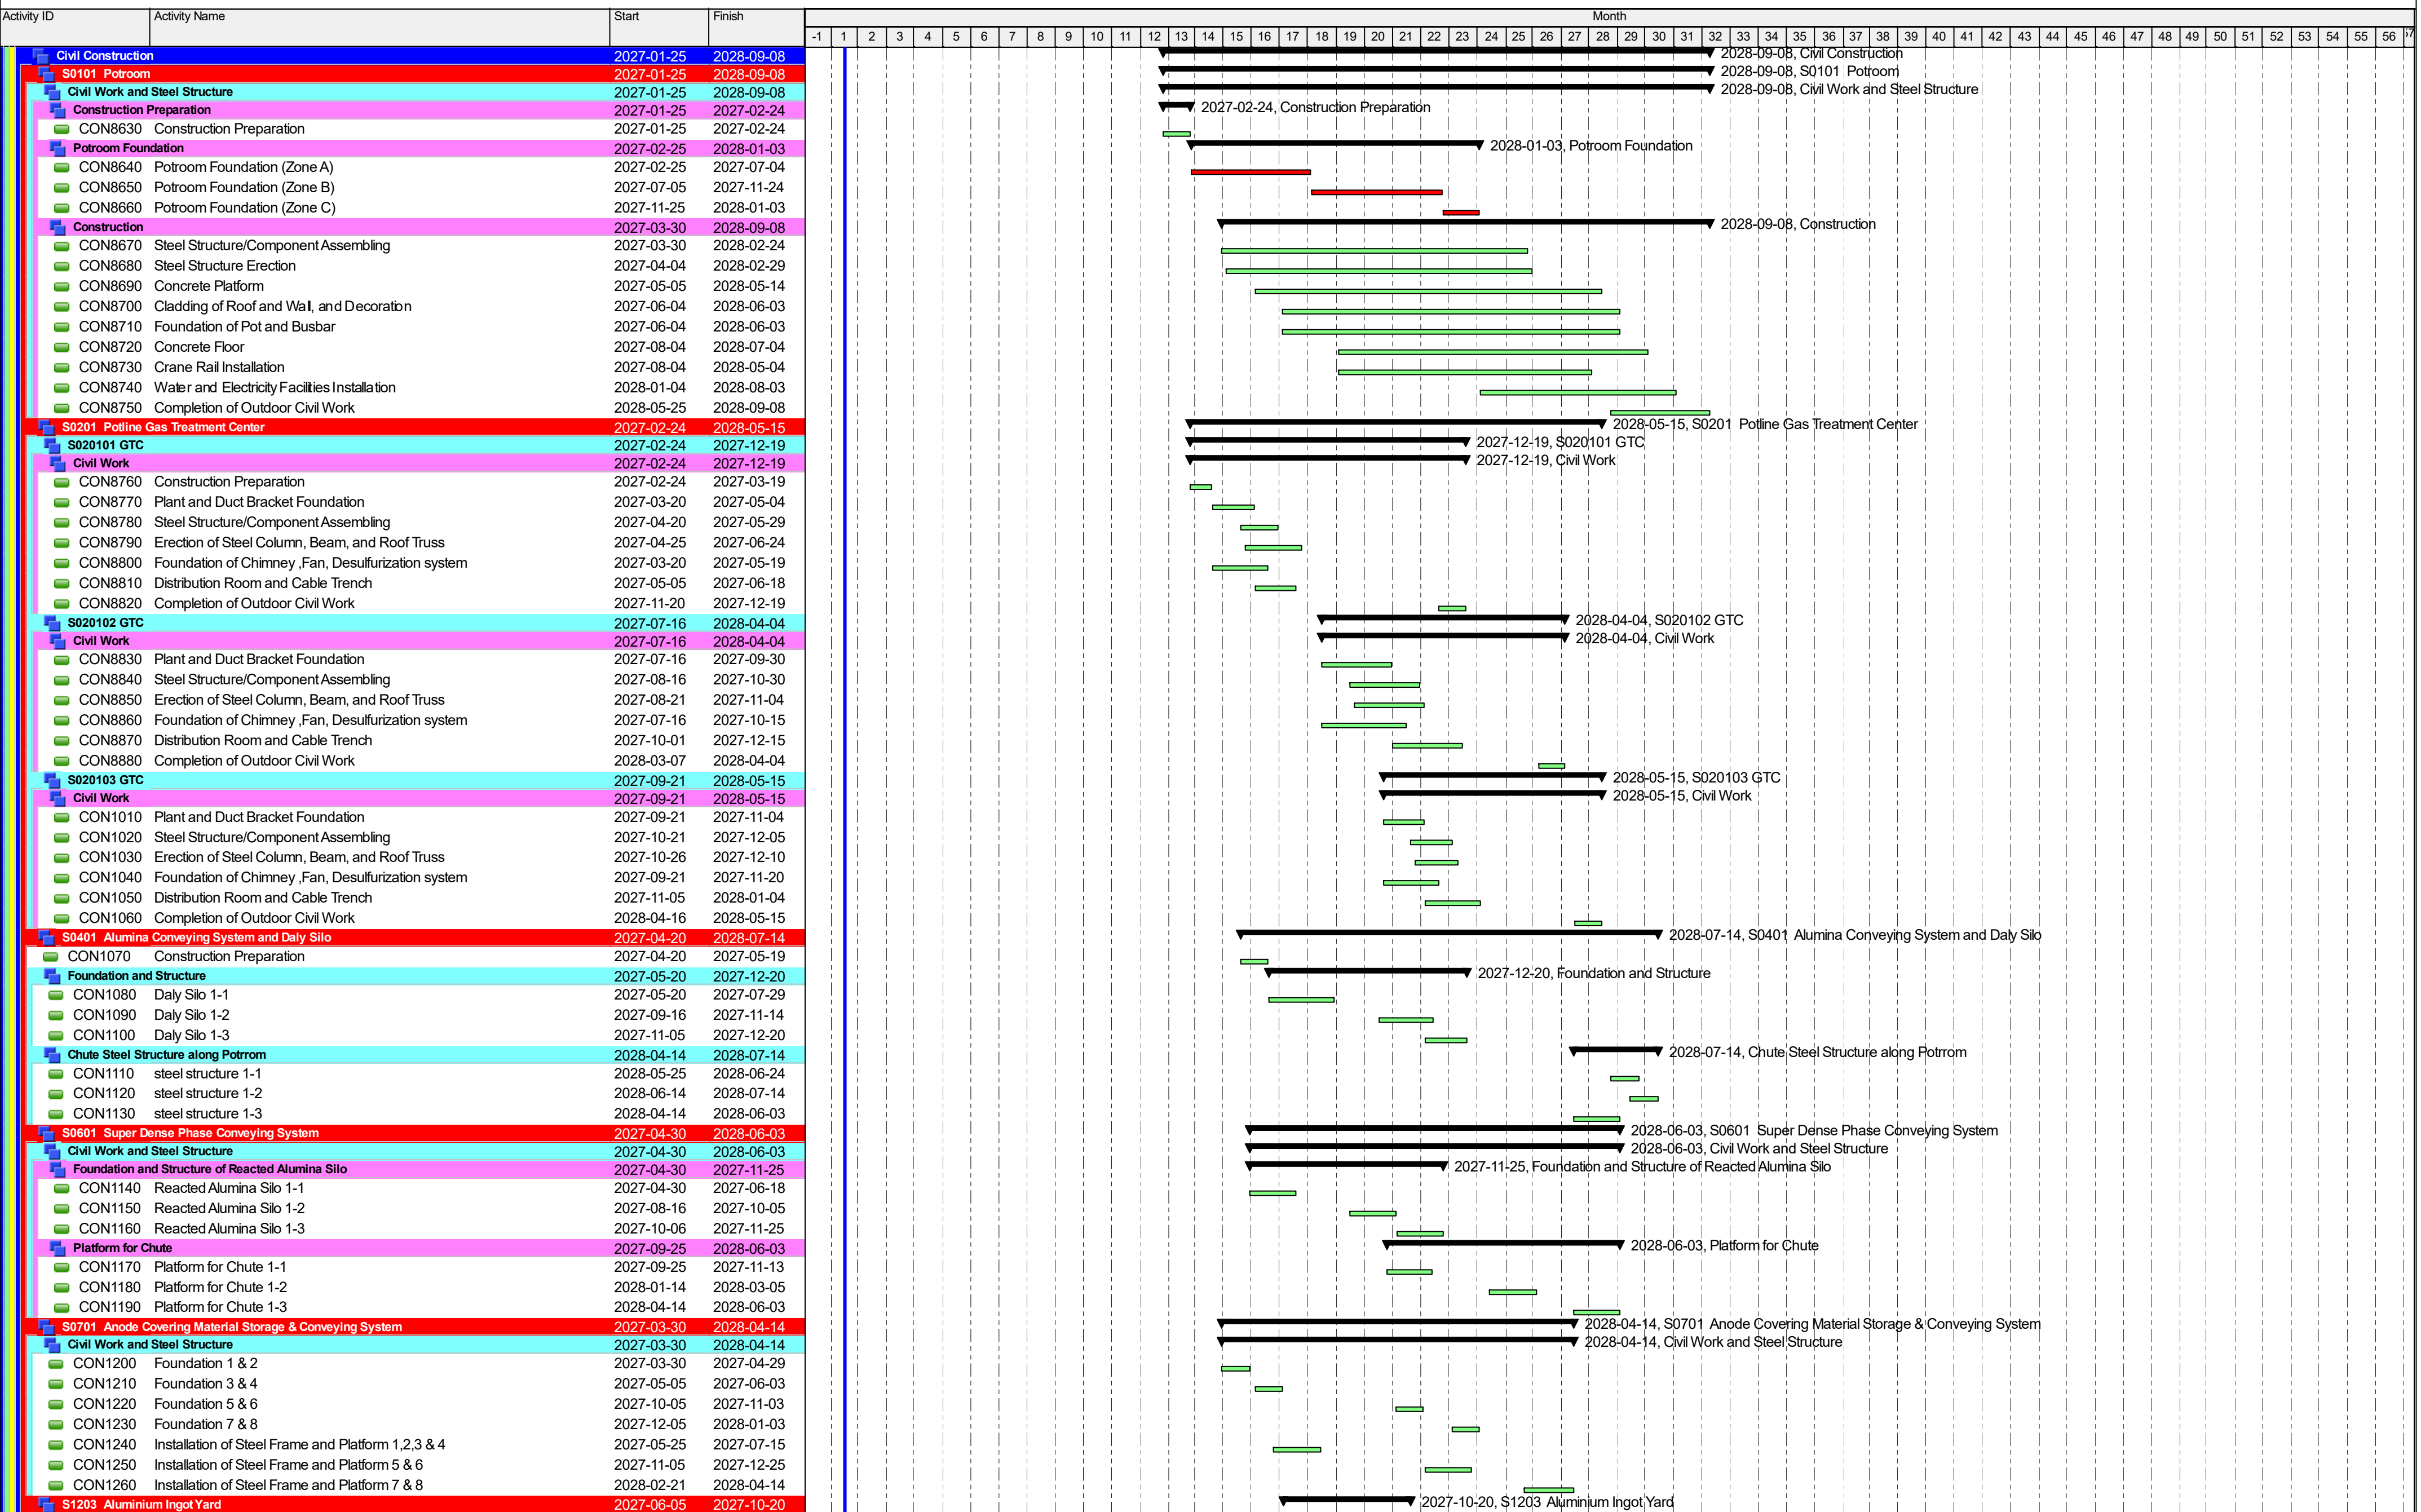 Activity ID Activity Name Start Finish Month
-1 1 2 3 4 5 6 7 8 9 10 11 12 13 14 15 16 17 18 19 20 21 22 23 24 25 26 27 28 29 30 31 32 33 34 35 36 37 38 39 40 41 42 43 44 45 46 47 48 49 50 51 52 53 54 55 56 57
Civil Construction 2027-01-25 2028-09-08 2028-09-08, Civil Construction
S0101 Potroom 2027-01-25 2028-09-08 2028-09-08, S0101 Potroom
Civil Work and Steel Structure 2027-01-25 2028-09-08 2028-09-08, Civil Work and Steel Structure
Construction Preparation 2027-01-25 2027-02-24 2027-02-24, Construction Preparation
CON8630 Construction Preparation 2027-01-25 2027-02-24
Potroom Foundation 2027-02-25 2028-01-03 2028-01-03, Potroom Foundation
CON8640 Potroom Foundation (Zone A) 2027-02-25 2027-07-04
CON8650 Potroom Foundation (Zone B) 2027-07-05 2027-11-24
CON8660 Potroom Foundation (Zone C) 2027-11-25 2028-01-03
Construction 2027-03-30 2028-09-08 2028-09-08, Construction
CON8670 Steel Structure/Component Assembling 2027-03-30 2028-02-24
CON8680 Steel Structure Erection 2027-04-04 2028-02-29
CON8690 Concrete Platform 2027-05-05 2028-05-14
CON8700 Cladding of Roof and Wall, and Decoration 2027-06-04 2028-06-03
CON8710 Foundation of Pot and Busbar 2027-06-04 2028-06-03
CON8720 Concrete Floor 2027-08-04 2028-07-04
CON8730 Crane Rail Installation 2027-08-04 2028-05-04
CON8740 Water and Electricity Facilities Installation 2028-01-04 2028-08-03
CON8750 Completion of Outdoor Civil Work 2028-05-25 2028-09-08
S0201 Potline Gas Treatment Center 2027-02-24 2028-05-15 2028-05-15, S0201 Potline Gas Treatment Center
S020101 GTC 2027-02-24 2027-12-19 2027-12-19, S020101 GTC
Civil Work 2027-02-24 2027-12-19 2027-12-19, Civil Work
CON8760 Construction Preparation 2027-02-24 2027-03-19
CON8770 Plant and Duct Bracket Foundation 2027-03-20 2027-05-04
CON8780 Steel Structure/Component Assembling 2027-04-20 2027-05-29
CON8790 Erection of Steel Column, Beam, and Roof Truss 2027-04-25 2027-06-24
CON8800 Foundation of Chimney ,Fan, Desulfurization system 2027-03-20 2027-05-19
CON8810 Distribution Room and Cable Trench 2027-05-05 2027-06-18
CON8820 Completion of Outdoor Civil Work 2027-11-20 2027-12-19
S020102 GTC 2027-07-16 2028-04-04 2028-04-04, S020102 GTC
Civil Work 2027-07-16 2028-04-04 2028-04-04, Civil Work
CON8830 Plant and Duct Bracket Foundation 2027-07-16 2027-09-30
CON8840 Steel Structure/Component Assembling 2027-08-16 2027-10-30
CON8850 Erection of Steel Column, Beam, and Roof Truss 2027-08-21 2027-11-04
CON8860 Foundation of Chimney ,Fan, Desulfurization system 2027-07-16 2027-10-15
CON8870 Distribution Room and Cable Trench 2027-10-01 2027-12-15
CON8880 Completion of Outdoor Civil Work 2028-03-07 2028-04-04
S020103 GTC 2027-09-21 2028-05-15 2028-05-15, S020103 GTC
Civil Work 2027-09-21 2028-05-15 2028-05-15, Civil Work
CON1010 Plant and Duct Bracket Foundation 2027-09-21 2027-11-04
CON1020 Steel Structure/Component Assembling 2027-10-21 2027-12-05
CON1030 Erection of Steel Column, Beam, and Roof Truss 2027-10-26 2027-12-10
CON1040 Foundation of Chimney ,Fan, Desulfurization system 2027-09-21 2027-11-20
CON1050 Distribution Room and Cable Trench 2027-11-05 2028-01-04
CON1060 Completion of Outdoor Civil Work 2028-04-16 2028-05-15
S0401 Alumina Conveying System and Daly Silo 2027-04-20 2028-07-14 2028-07-14, S0401 Alumina Conveying System and Daly Silo
CON1070 Construction Preparation 2027-04-20 2027-05-19
Foundation and Structure 2027-05-20 2027-12-20 2027-12-20, Foundation and Structure
CON1080 Daly Silo 1-1 2027-05-20 2027-07-29
CON1090 Daly Silo 1-2 2027-09-16 2027-11-14
CON1100 Daly Silo 1-3 2027-11-05 2027-12-20
Chute Steel Structure along Potrrom 2028-04-14 2028-07-14 2028-07-14, Chute Steel Structure along Potrrom
CON1110 steel structure 1-1 2028-05-25 2028-06-24
CON1120 steel structure 1-2 2028-06-14 2028-07-14
CON1130 steel structure 1-3 2028-04-14 2028-06-03
S0601 Super Dense Phase Conveying System 2027-04-30 2028-06-03 2028-06-03, S0601 Super Dense Phase Conveying System
Civil Work and Steel Structure 2027-04-30 2028-06-03 2028-06-03, Civil Work and Steel Structure
Foundation and Structure of Reacted Alumina Silo 2027-04-30 2027-11-25 2027-11-25, Foundation and Structure of Reacted Alumina Silo
CON1140 Reacted Alumina Silo 1-1 2027-04-30 2027-06-18
CON1150 Reacted Alumina Silo 1-2 2027-08-16 2027-10-05
CON1160 Reacted Alumina Silo 1-3 2027-10-06 2027-11-25
Platform for Chute 2027-09-25 2028-06-03 2028-06-03, Platform for Chute
CON1170 Platform for Chute 1-1 2027-09-25 2027-11-13
CON1180 Platform for Chute 1-2 2028-01-14 2028-03-05
CON1190 Platform for Chute 1-3 2028-04-14 2028-06-03
S0701 Anode Covering Material Storage & Conveying System 2027-03-30 2028-04-14 2028-04-14, S0701 Anode Covering Material Storage & Conveying System
Civil Work and Steel Structure 2027-03-30 2028-04-14 2028-04-14, Civil Work and Steel Structure
CON1200 Foundation 1 & 2 2027-03-30 2027-04-29
CON1210 Foundation 3 & 4 2027-05-05 2027-06-03
CON1220 Foundation 5 & 6 2027-10-05 2027-11-03
CON1230 Foundation 7 & 8 2027-12-05 2028-01-03
CON1240 Installation of Steel Frame and Platform 1,2,3 & 4 2027-05-25 2027-07-15
CON1250 Installation of Steel Frame and Platform 5 & 6 2027-11-05 2027-12-25
CON1260 Installation of Steel Frame and Platform 7 & 8 2028-02-21 2028-04-14
S1203 Aluminium Ingot Yard 2027-06-05 2027-10-20 2027-10-20, S1203 Aluminium Ingot Yard